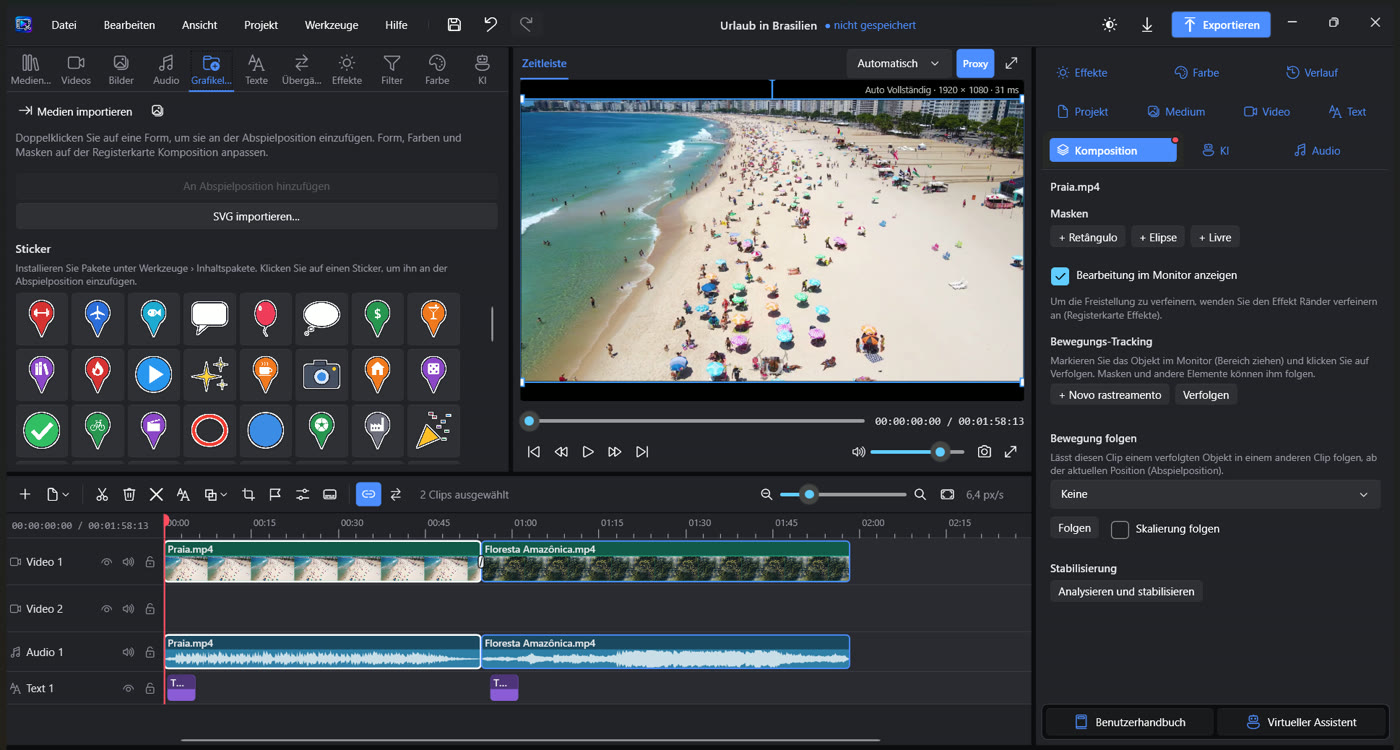 Datei Bearbeiten Ansicht Projekt Werkzeuge Hilfe
Urlaub in Brasilien • nicht gespeichert
Exportieren
Medien... Videos Bilder Audio Grafikel... Texte Übergä... Effekte Filter Farbe KI
Medien importieren
Doppelklicken Sie auf eine Form, um sie an der Abspielposition einzufügen. Form, Farben und
Masken auf der Registerkarte Komposition anpassen.
An Abspielposition hinzufügen
SVG importieren...
Sticker
Installieren Sie Pakete unter Werkzeuge › Inhaltspakete. Klicken Sie auf einen Sticker, um ihn an der
Abspielposition einzufügen.
$
Zeitleiste
Automatisch
Proxy
Auto Vollständig · 1920 × 1080 · 31 ms
00:00:00:00 / 00:01:58:13
Effekte Farbe Verlauf
Projekt Medium Video Text
Komposition KI Audio
Praia.mp4
Masken
+ Retângulo + Elipse + Livre
Bearbeitung im Monitor anzeigen
Um die Freistellung zu verfeinern, wenden Sie den Effekt Ränder verfeinern
an (Registerkarte Effekte).
Bewegungs-Tracking
Markieren Sie das Objekt im Monitor (Bereich ziehen) und klicken Sie auf
Verfolgen. Masken und andere Elemente können ihm folgen.
+ Novo rastreamento Verfolgen
Bewegung folgen
Lässt diesen Clip einem verfolgten Objekt in einem anderen Clip folgen, ab
der aktuellen Position (Abspielposition).
Keine
Folgen Skalierung folgen
Stabilisierung
Analysieren und stabilisieren
Benutzerhandbuch Virtueller Assistent
2 Clips ausgewählt
6,4 px/s
00:00:00:00 / 00:01:58:13
00:00 00:15 00:30 00:45 01:00 01:15 01:30 01:45 02:00 02:15
Video 1
Praia.mp4 Floresta Amazônica.mp4
Video 2
Audio 1
Praia.mp4 Floresta Amazônica.mp4
Text 1
T... T...